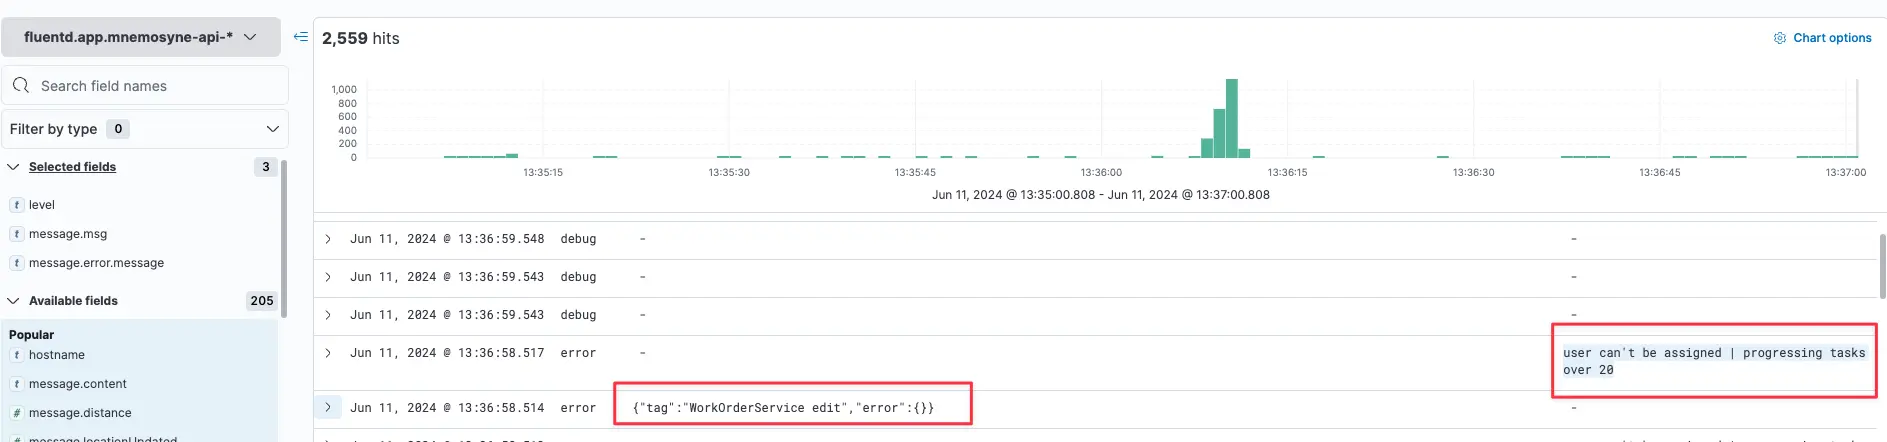 fluentd.app.mnemosyne-api-*
Search field names
Filter by type 0
Selected fields 3
t level
t message.msg
t message.error.message
Available fields 205
Popular
t hostname
t message.content
# message.distance
message.locationUpdated
2,559 hits
Chart options
1,000
800
600
400
200
0
13:35:15 13:35:30 13:35:45 13:36:00 13:36:15 13:36:30 13:36:45 13:37:00
Jun 11, 2024 @ 13:35:00.808 - Jun 11, 2024 @ 13:37:00.808
Jun 11, 2024 @ 13:36:59.548 debug - -
Jun 11, 2024 @ 13:36:59.543 debug - -
Jun 11, 2024 @ 13:36:59.543 debug - -
Jun 11, 2024 @ 13:36:58.517 error - user can't be assigned | progressing tasks
over 20
Jun 11, 2024 @ 13:36:58.514 error {"tag":"WorkOrderService edit","error":{}} -